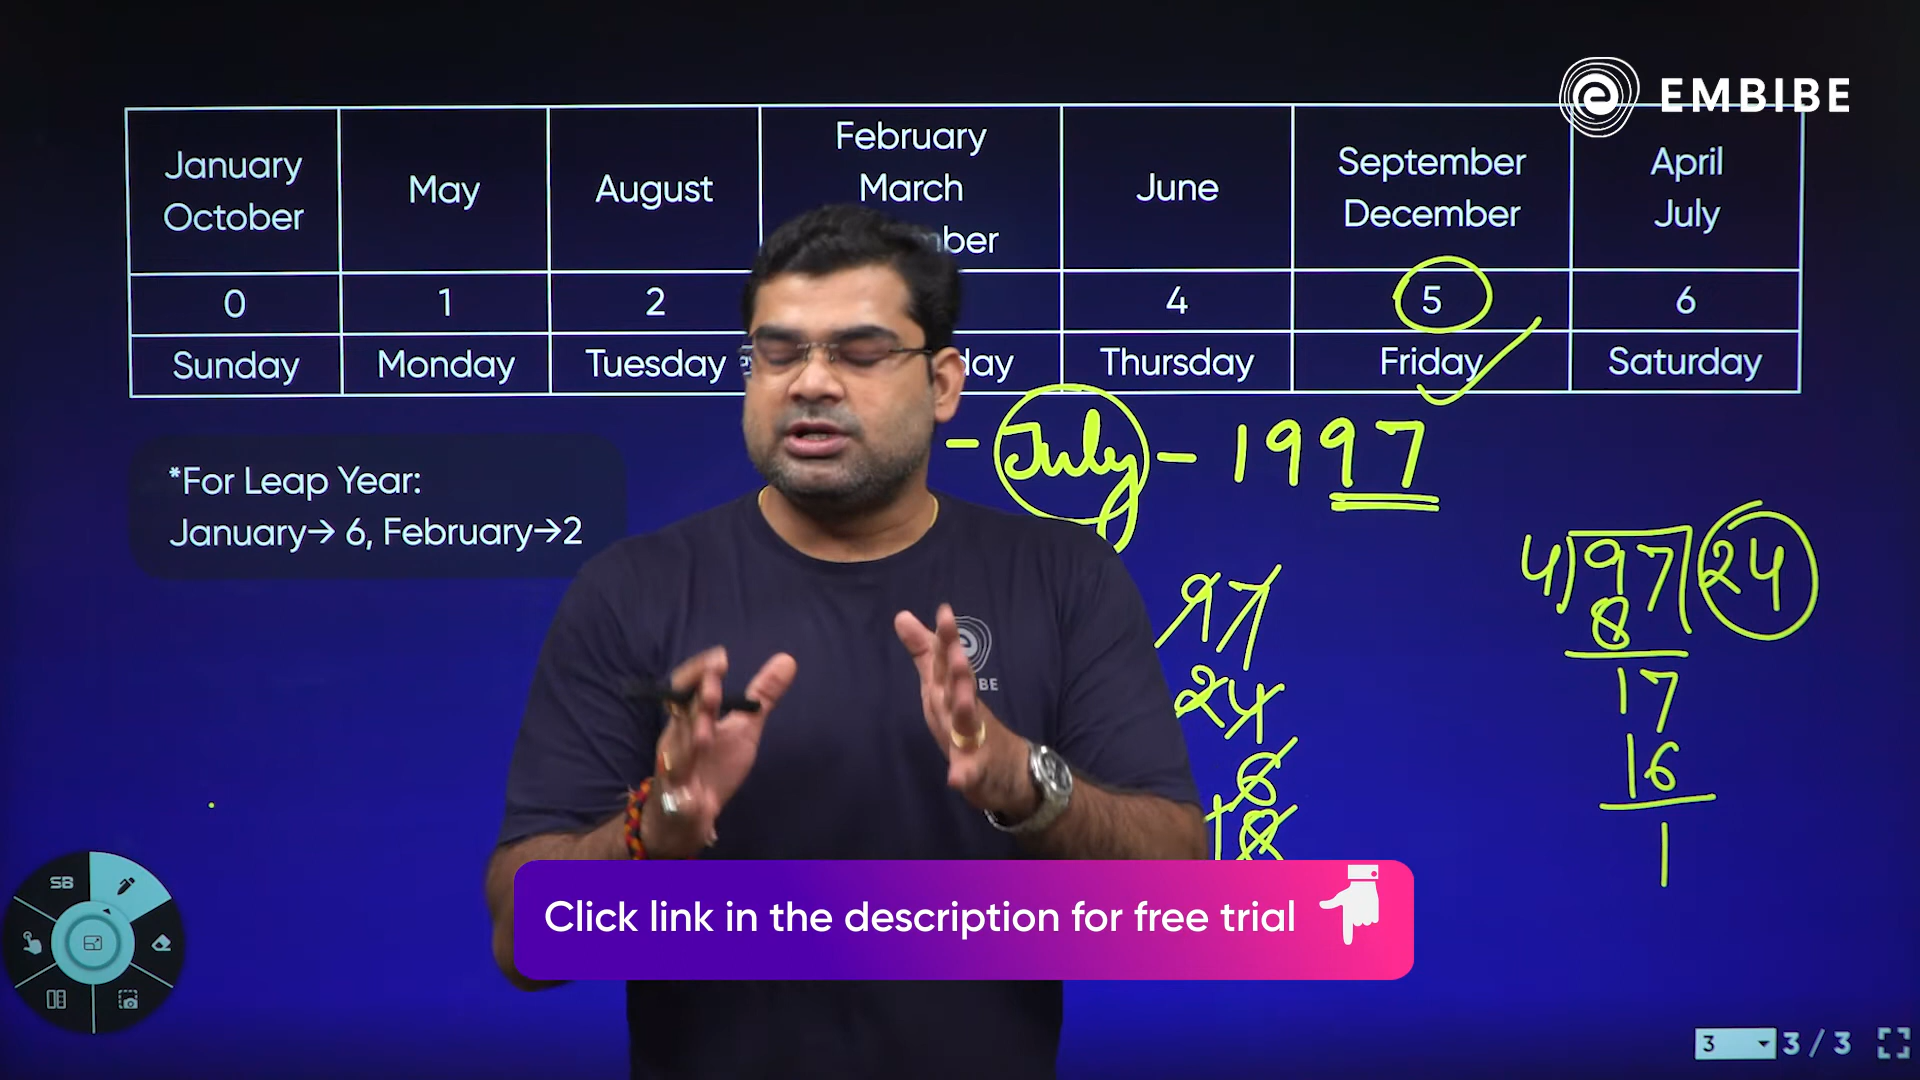 EMBIBE
January
October
May
August
February
March
June
September
December
April
July
0
1
2
4
5
6
Sunday
Monday
Tuesday
Thursday
Friday
Saturday
- July - 1997
*For Leap Year:
January→ 6, February→2
97
24
6
18
4)97(24
8
17
16
1
Click link in the description for free trial
SB
3
3 / 3